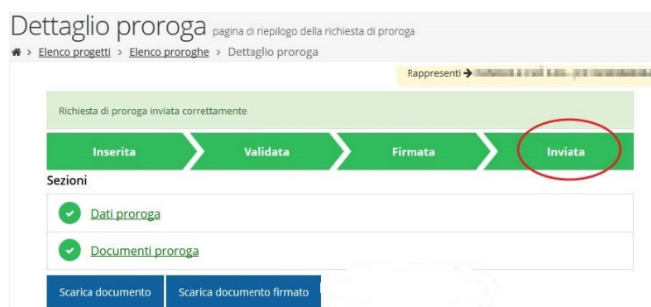 Dettaglio proroga pagina di riepilogo della richiesta di proroga
> Elenco progetti > Elenco proroghe > Dettaglio proroga
Rappresenti →
Richiesta di proroga inviata correttamente
Inserita Validata Firmata Inviata
Sezioni
Dati proroga
Documenti proroga
Scarica documento Scarica documento firmato